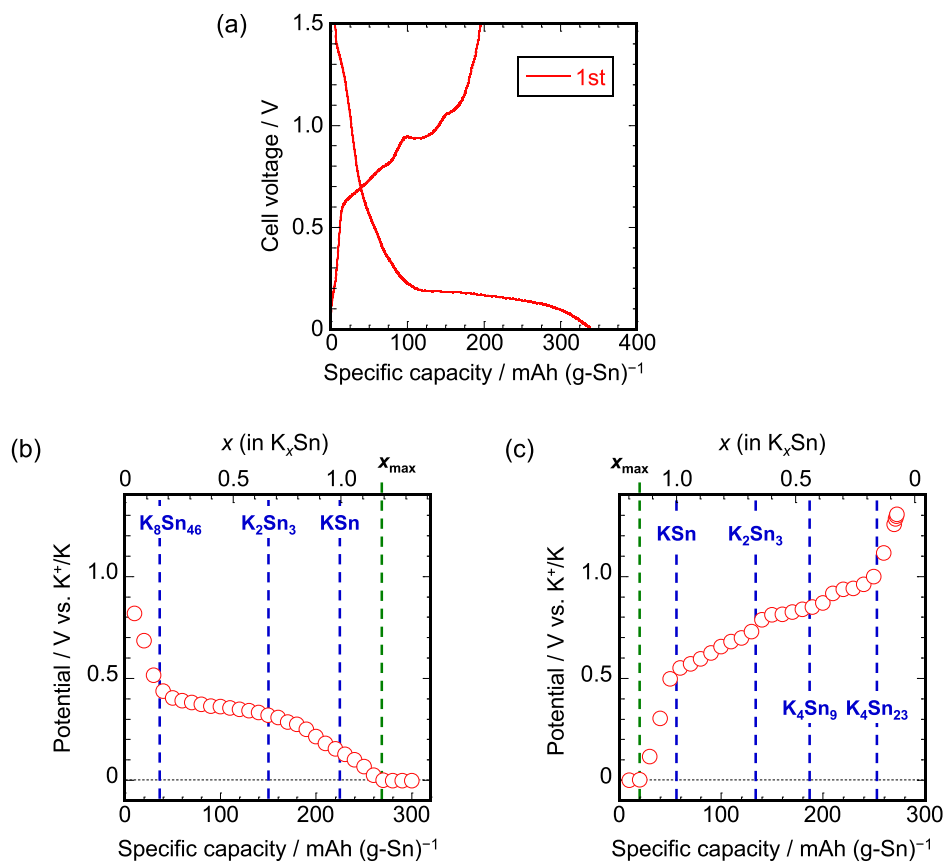 (a)
1.5
1.0
0.5
0
Cell voltage / V
1st
0 100 200 300 400
Specific capacity / mAh (g-Sn)⁻¹
(b)
x (in KₓSn)
0 0.5 1.0
xₘₐₓ
K₈Sn₄₆ K₂Sn₃ KSn
1.0
0.5
0
Potential / V vs. K⁺/K
0 100 200 300
Specific capacity / mAh (g-Sn)⁻¹
(c)
x (in KₓSn)
xₘₐₓ
1.0 0.5 0
KSn K₂Sn₃
K₄Sn₉ K₄Sn₂₃
1.0
0.5
0
Potential / V vs. K⁺/K
0 100 200 300
Specific capacity / mAh (g-Sn)⁻¹